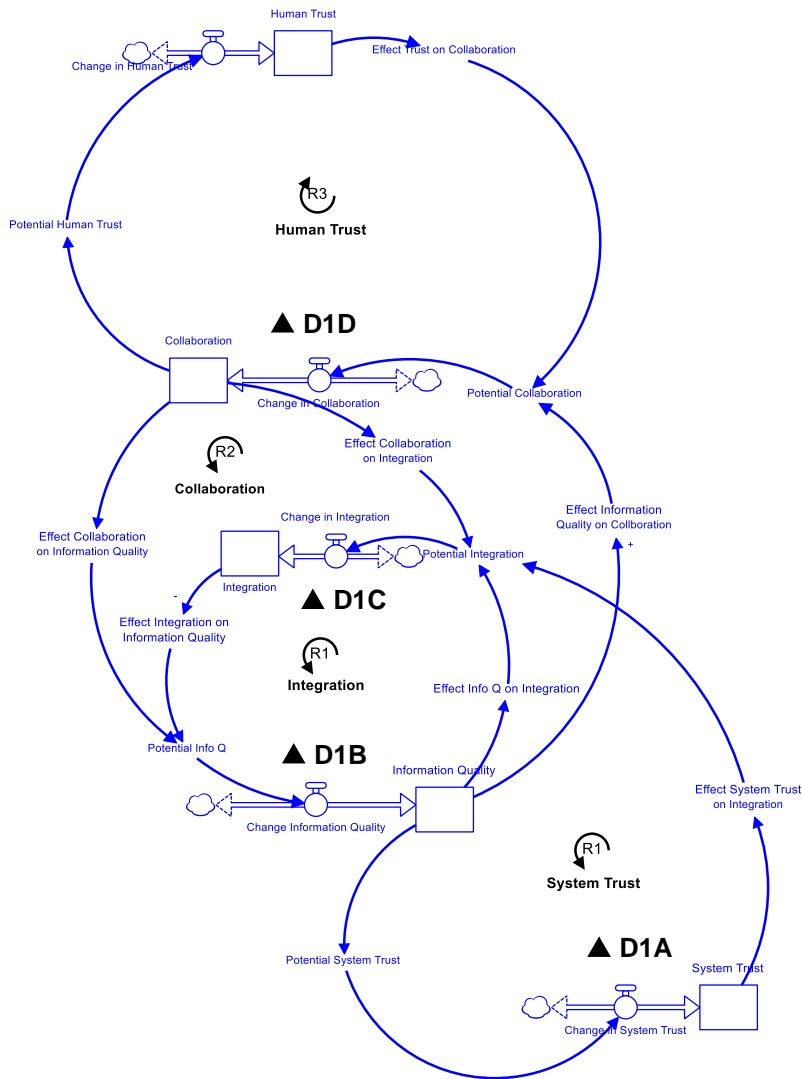 Human Trust
Effect Trust on Collaboration
Change in Human Trust
R3
Potential Human Trust
Human Trust
D1D
Collaboration
Potential Collaboration
Change in Collaboration
Effect Collaboration
on Integration
R2
Collaboration
Effect Information
Quality on Collboration
+
Change in Integration
Effect Collaboration
on Information Quality
Potential Integration
Integration
D1C
-
Effect Integration on
Information Quality
R1
Integration
Effect Info Q on Integration
Potential Info Q
D1B
Information Quality
Effect System Trust
on Integration
Change Information Quality
R1
System Trust
D1A
Potential System Trust
System Trust
Change in System Trust